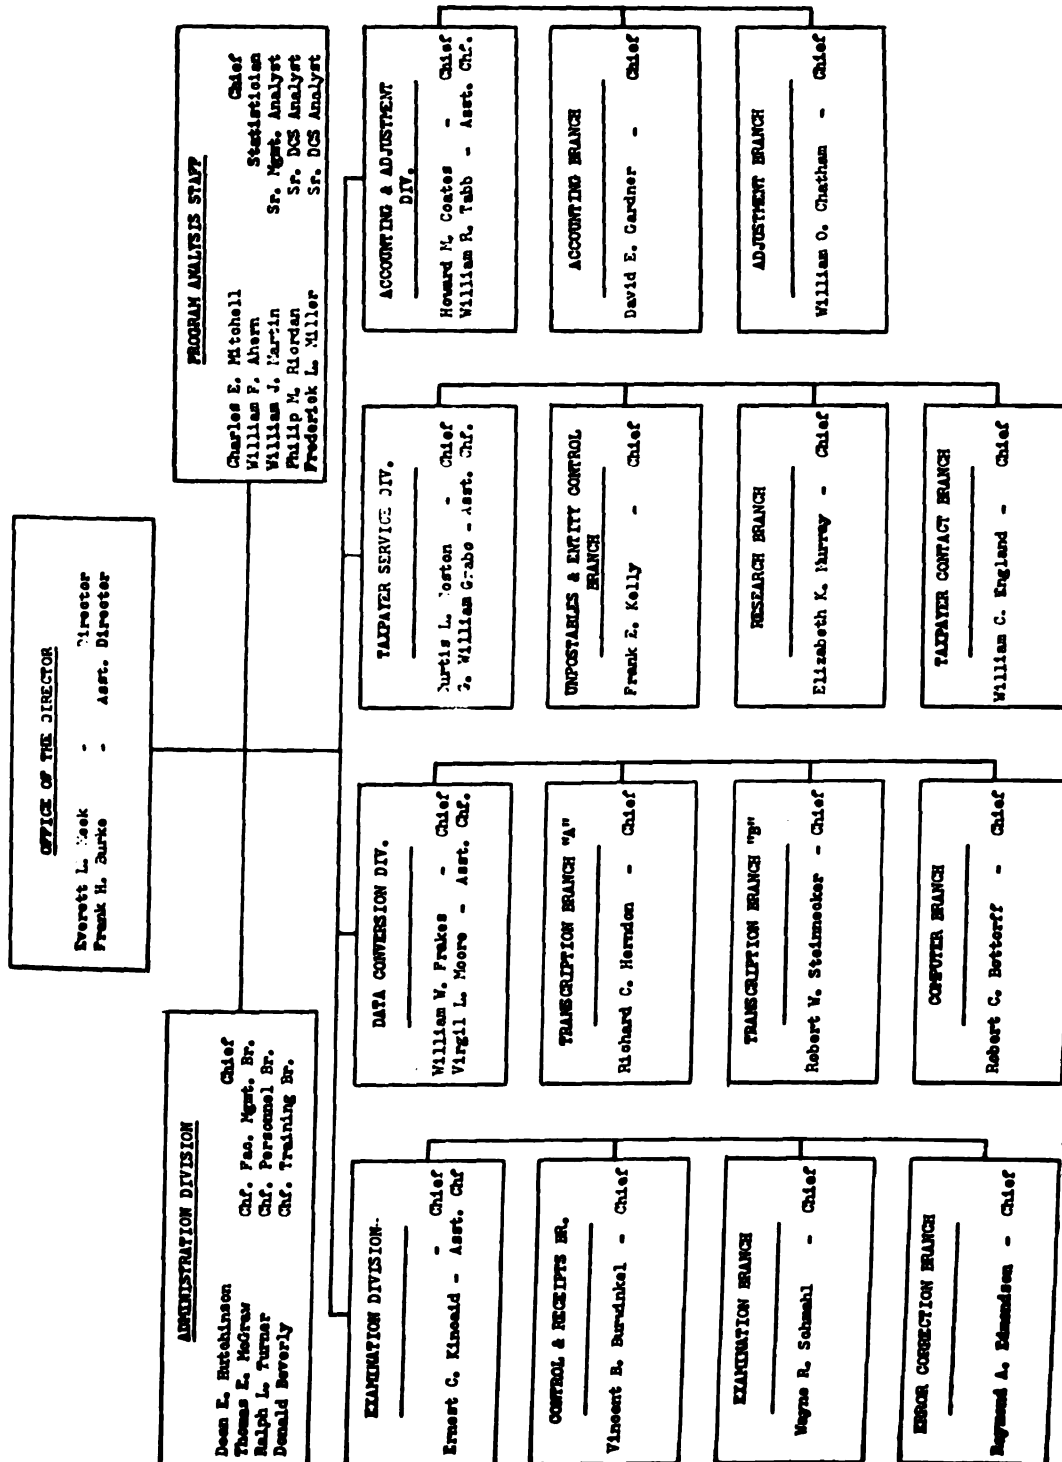 OFFICE OF THE DIRECTOR
Everett L. - Director
Frank H. Burke - Asst. Director
ADMINISTRATION DIVISION
Dean E. Hutchinson Chief
Thomas E. McGraw Chf. Fac. Mgmt. Br.
Ralph L. Turner Chf. Personnel Br.
Donald Beverly Chf. Training Br.
PROGRAM ANALYSIS STAFF
Charles E. Mitchell Chief
William F. Ahern Statistician
William J. Martin Sr. Mgmt. Analyst
Philip M. Riordan Sr. DCS Analyst
Frederick L. Miller Sr. DCS Analyst
EXAMINATION DIVISION
- Chief
Ernest C. Kincaid - Asst. Chf
CONTROL & RECEIPTS BR.
Vincent B. Burwinkel - Chief
EXAMINATION BRANCH
Wayne R. Schmahl - Chief
ERROR CORRECTION BRANCH
Raymond A. Edmondson - Chief
DATA CONVERSION DIV.
William W. Frakes - Chief
Virgil L. Moore - Asst. Chf.
TRANSCRIPTION BRANCH "A"
Richard C. Herndon - Chief
TRANSCRIPTION BRANCH "B"
Robert W. Steinnecker - Chief
COMPUTER BRANCH
Robert C. Bottorff - Chief
TAXPAYER SERVICE DIV.
Curtis L. - Chief
William Grabo - Asst. Chf.
UNPOSTABLES & ENTITY CONTROL
BRANCH
Frank E. Kelly - Chief
RESEARCH BRANCH
Elizabeth K. Murray - Chief
TAXPAYER CONTACT BRANCH
William C. England - Chief
ACCOUNTING & ADJUSTMENT
DIV.
Howard M. Coates - Chief
William R. Tabb - Asst. Chf.
ACCOUNTING BRANCH
David E. Gardner - Chief
ADJUSTMENT BRANCH
William O. Chatham - Chief